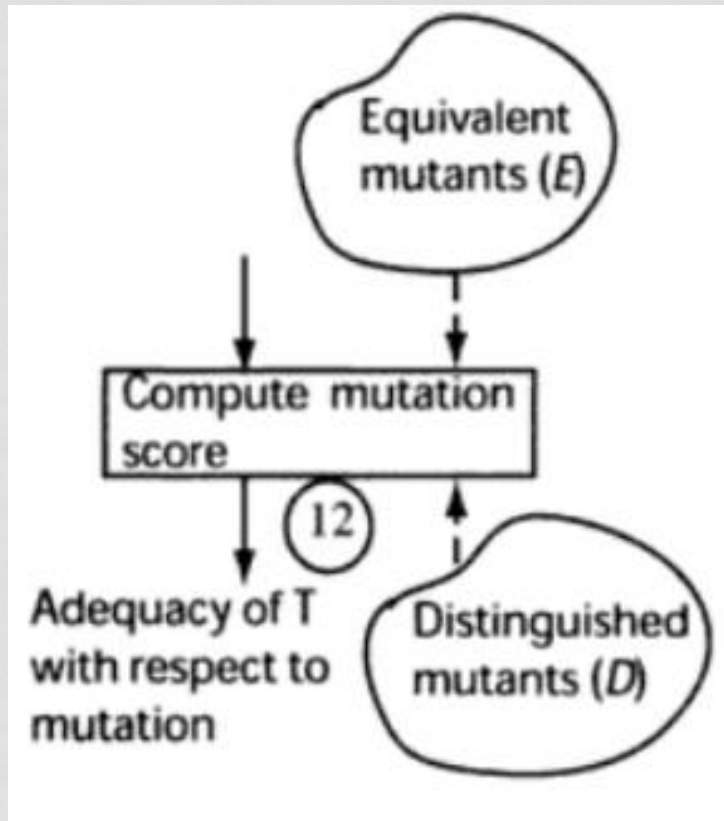 Equivalent
mutants (E)
Compute mutation
score
12
Adequacy of T
with respect to
mutation
Distinguished
mutants (D)